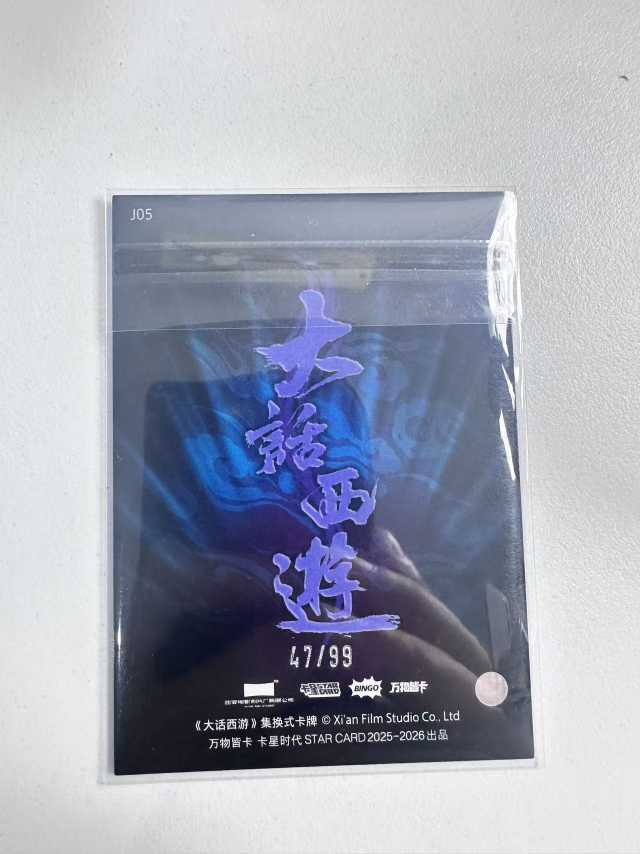 J05
大
話
西
遊
47/99
卡星 STAR CARD BINGO 万物皆卡
《大话西游》集换式卡牌 © Xi'an Film Studio Co., Ltd
万物皆卡 卡星时代 STAR CARD 2025-2026 出品